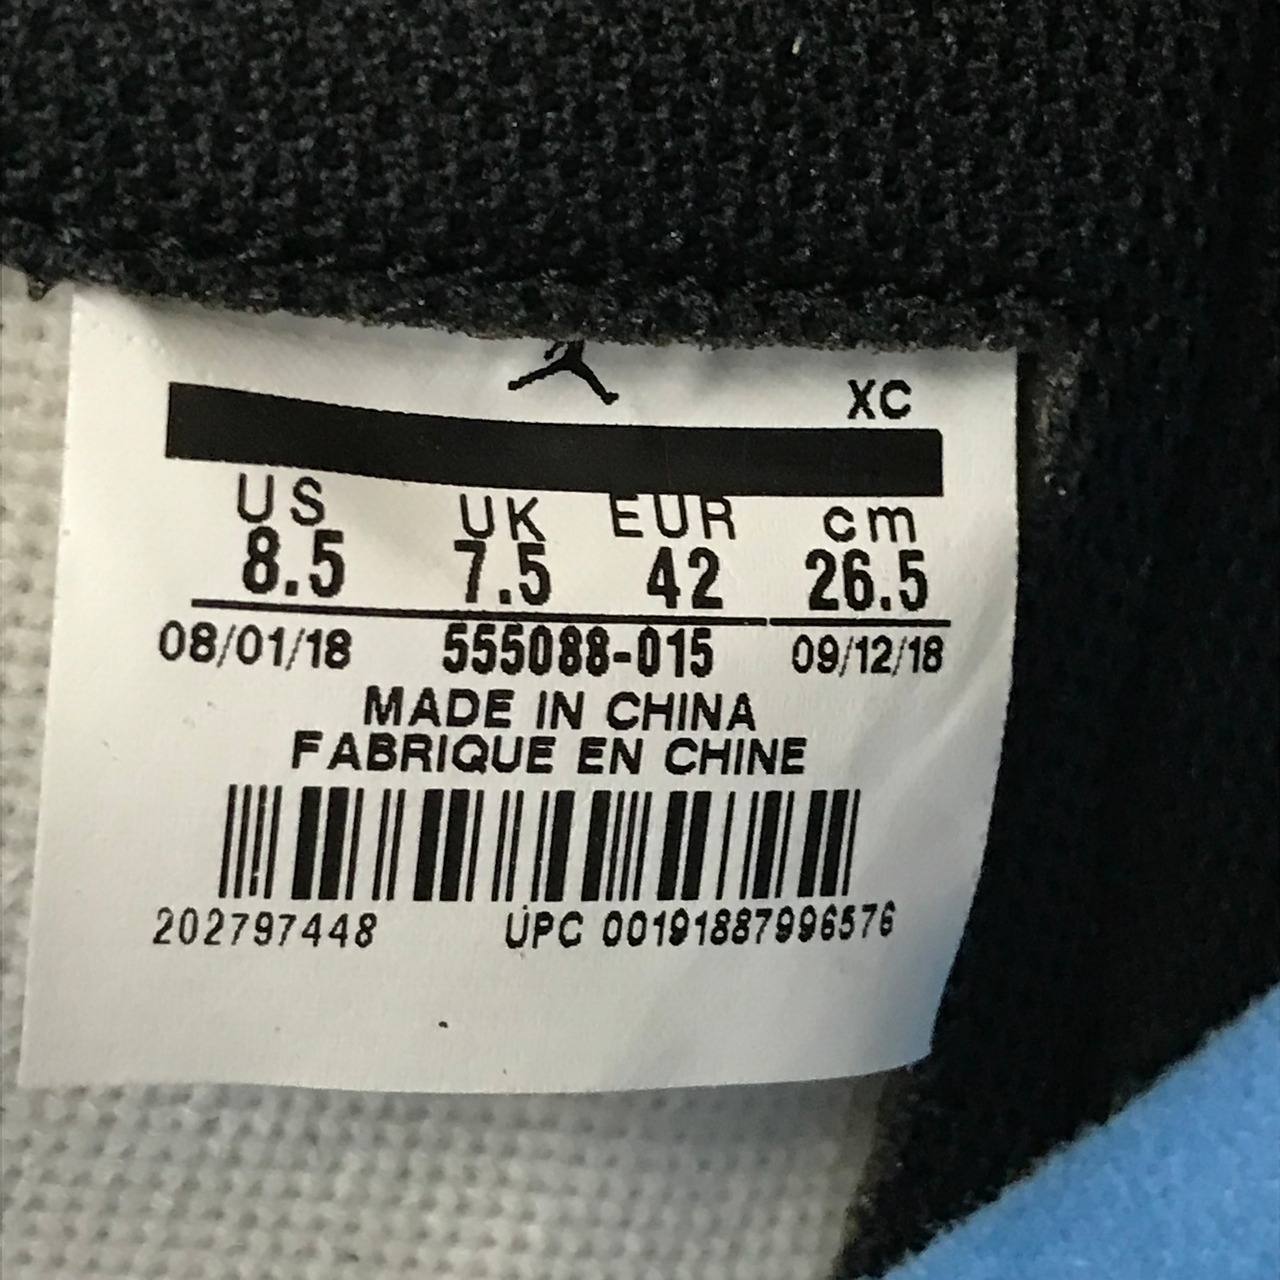 XC
US UK EUR cm
8.5 7.5 42 26.5
08/01/18 555088-015 09/12/18
MADE IN CHINA
FABRIQUE EN CHINE
202797448 UPC 00191887996576